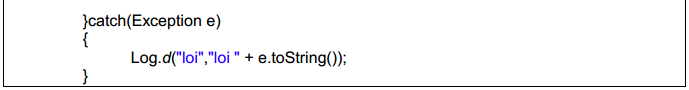 }catch(Exception e)
{
Log.d("loi","loi " + e.toString());
}